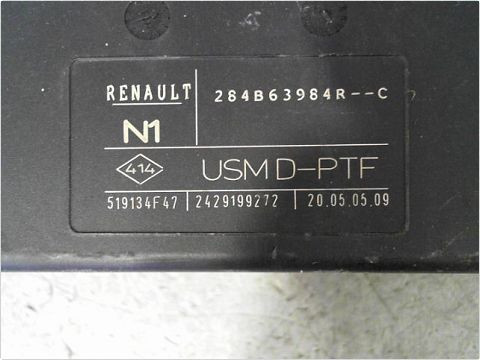 RENAULT 284B63984R--C
N1
414 USM D-PTF
519134F47 2429199272 20.05.05.09